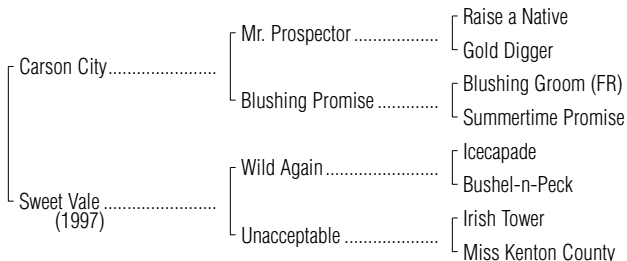 Raise a Native
Mr. Prospector ..................
Gold Digger
Carson City.......................
Blushing Groom (FR)
Blushing Promise .............
Summertime Promise
Icecapade
Wild Again........................
Bushel-n-Peck
Sweet Vale ........................
(1997)
Irish Tower
Unacceptable ....................
Miss Kenton County